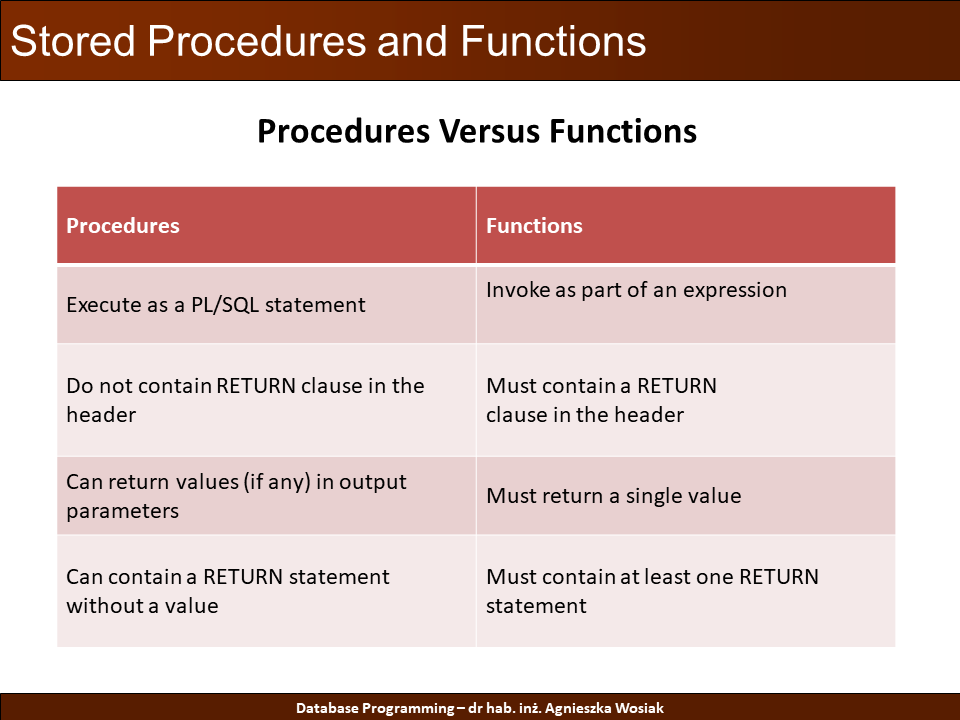 Stored Procedures and Functions
Procedures Versus Functions
Procedures
Functions
Execute as a PL/SQL statement
Invoke as part of an expression
Do not contain RETURN clause in the
header
Must contain a RETURN
clause in the header
Can return values (if any) in output
parameters
Must return a single value
Can contain a RETURN statement
without a value
Must contain at least one RETURN
statement
Database Programming – dr hab. inż. Agnieszka Wosiak